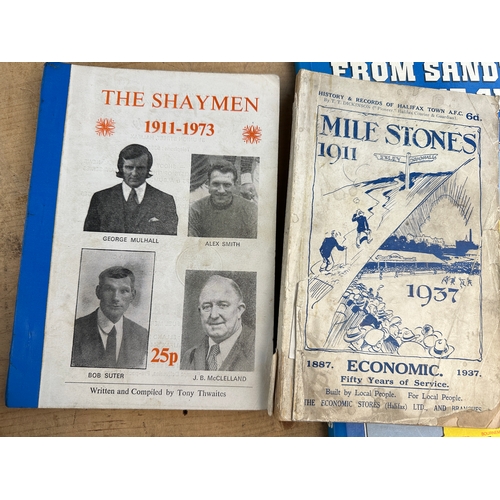 THE SHAYMEN
1911-1973
GEORGE MULHALL
ALEX SMITH
BOB SUTER
25p
J. B. McCLELLAND
Written and Compiled by Tony Thwaites
FROM SAND
HISTORY & RECORDS OF HALIFAX TOWN A.F.C.
6d.
MILE STONES
1911
1937
1887. ECONOMIC. 1937.
Fifty Years of Service.
Built by Local People. For Local People.
THE ECONOMIC STORES (Halifax) LTD., AND BRANCHES